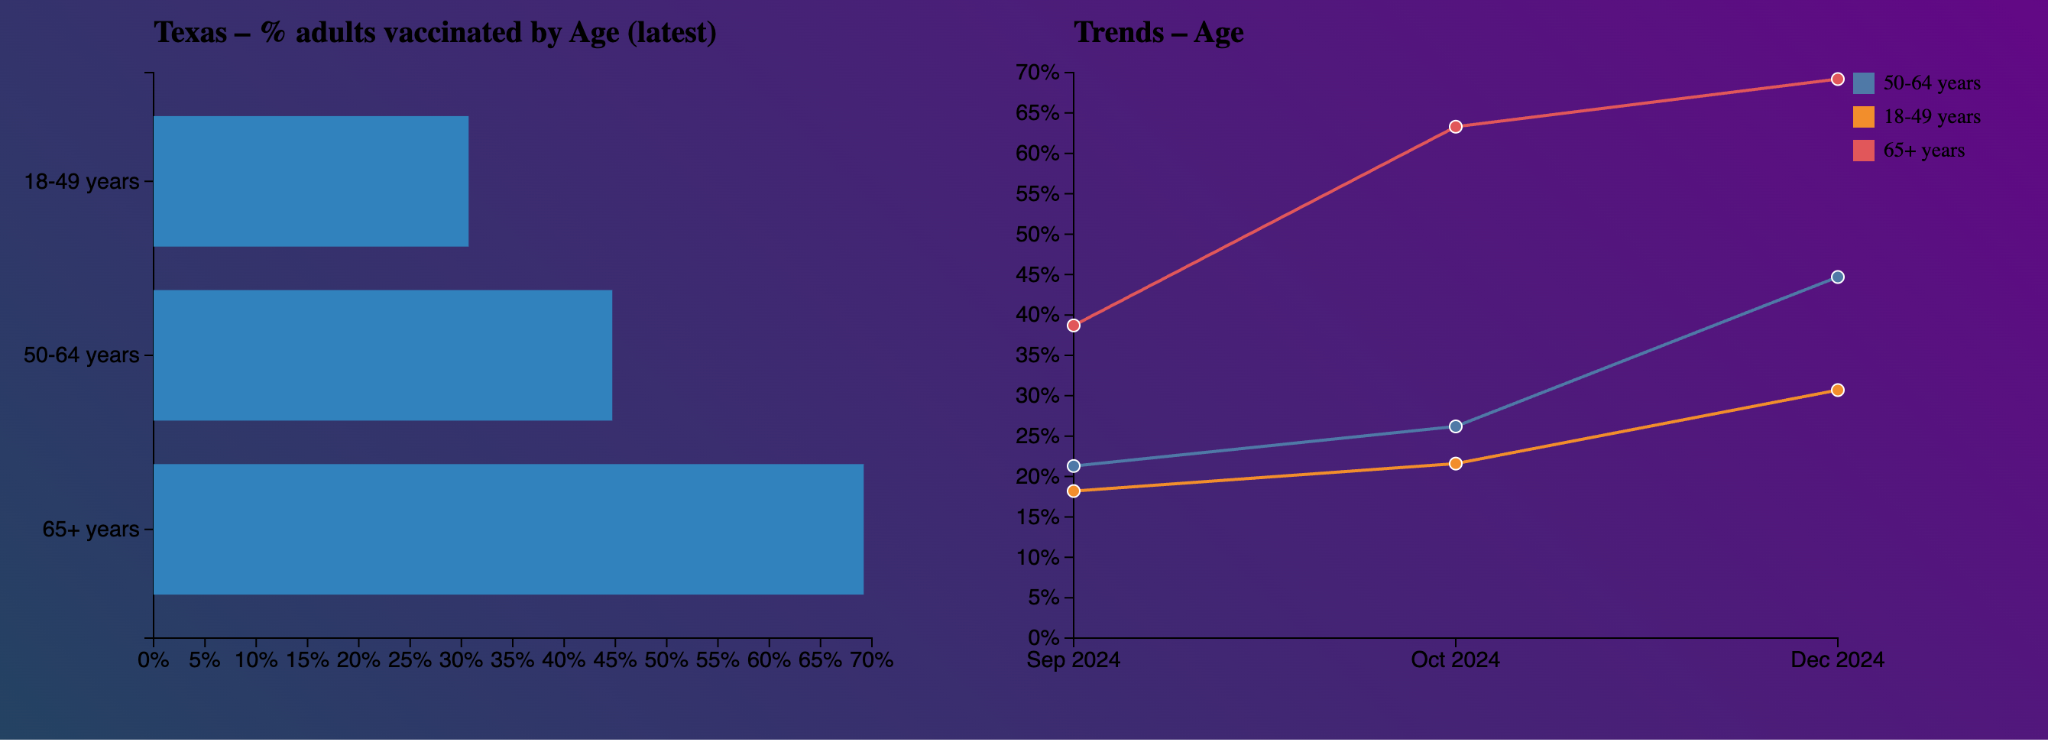 Texas – % adults vaccinated by Age (latest)
18-49 years
50-64 years
65+ years
0% 5% 10% 15% 20% 25% 30% 35% 40% 45% 50% 55% 60% 65% 70%
Trends – Age
70%
65%
60%
55%
50%
45%
40%
35%
30%
25%
20%
15%
10%
5%
0%
Sep 2024 Oct 2024 Dec 2024
50-64 years
18-49 years
65+ years